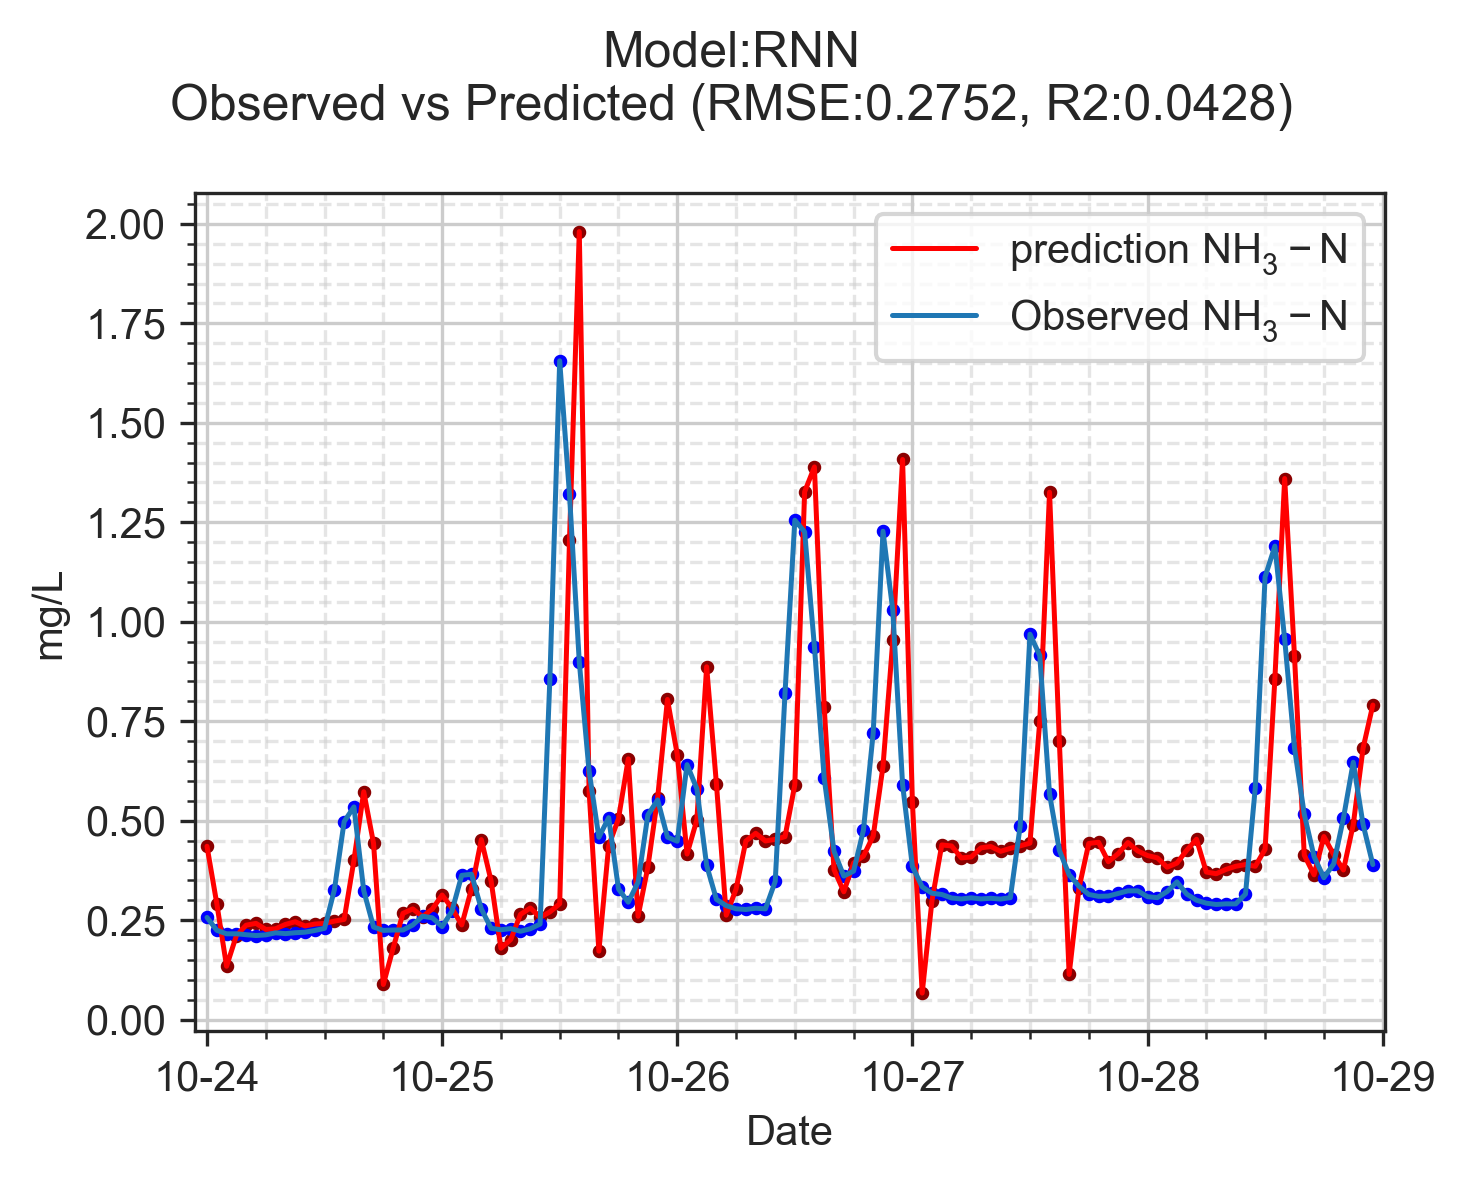 Model:RNN
Observed vs Predicted (RMSE:0.2752, R2:0.0428)
prediction NH₃ − N
Observed NH₃ − N
2.00
1.75
1.50
1.25
1.00
0.75
0.50
0.25
0.00
mg/L
10-24 10-25 10-26 10-27 10-28 10-29
Date